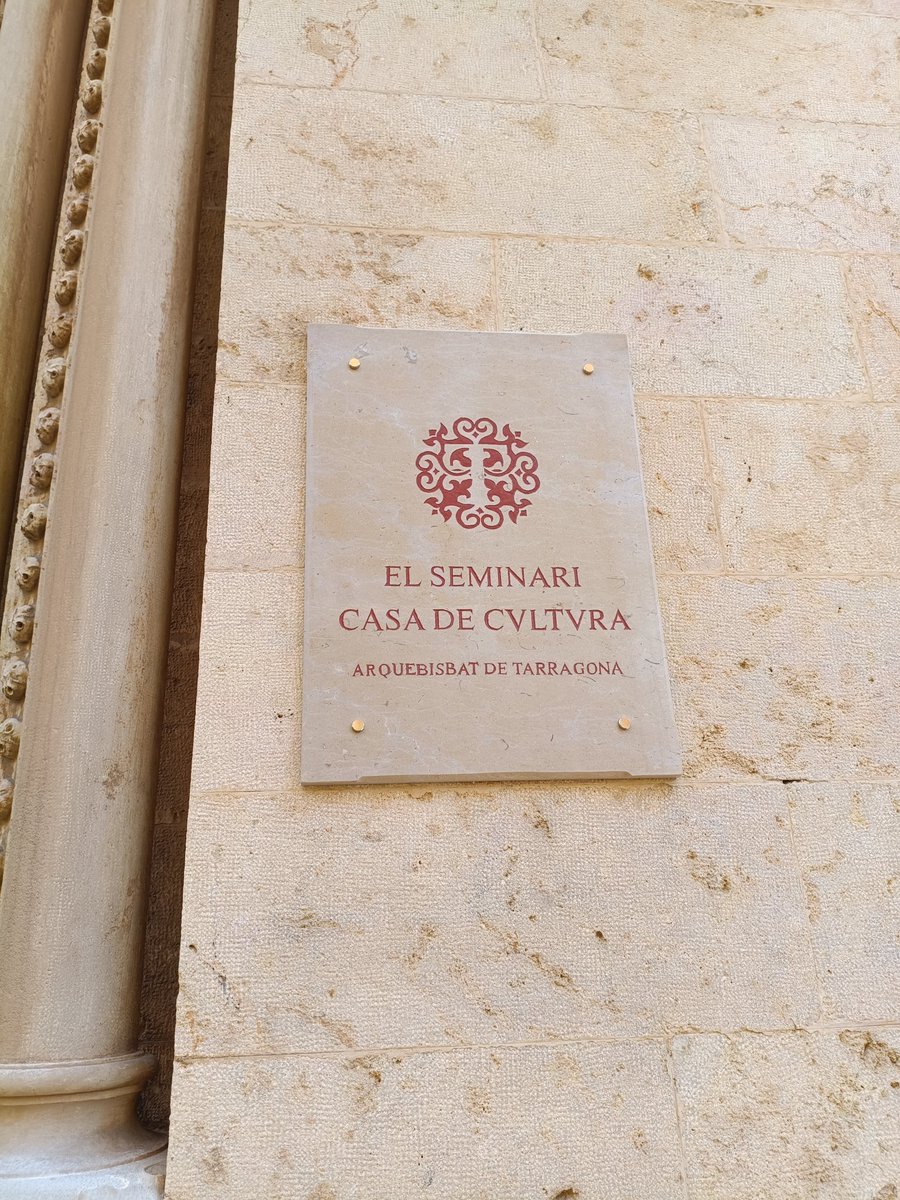 EL SEMINARI
CASA DE CVLTVRA
ARQUEBISBAT DE TARRAGONA